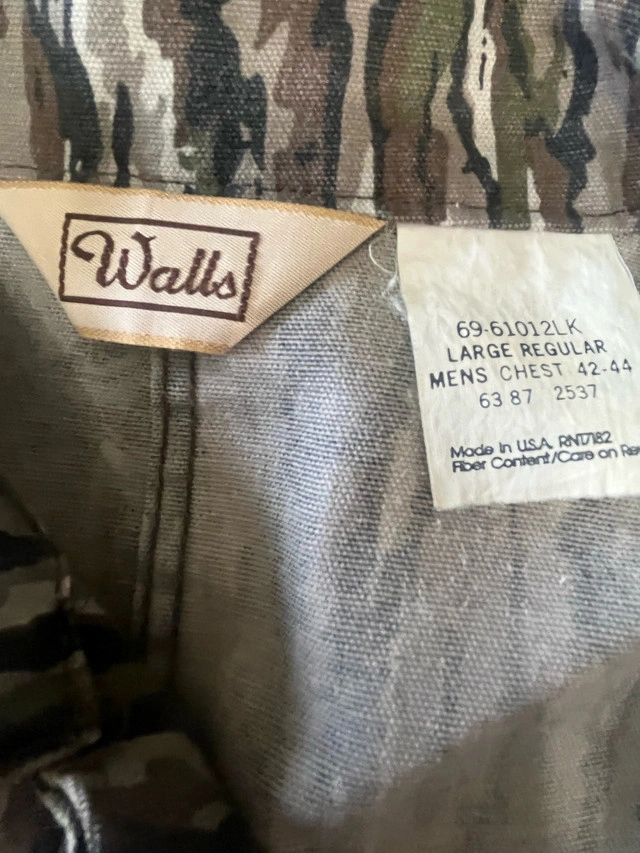 Walls
69-61012LK
LARGE REGULAR
MENS CHEST 42-44
63 87 2537
Made in U.S.A. RN17182
Fiber Content/Care on